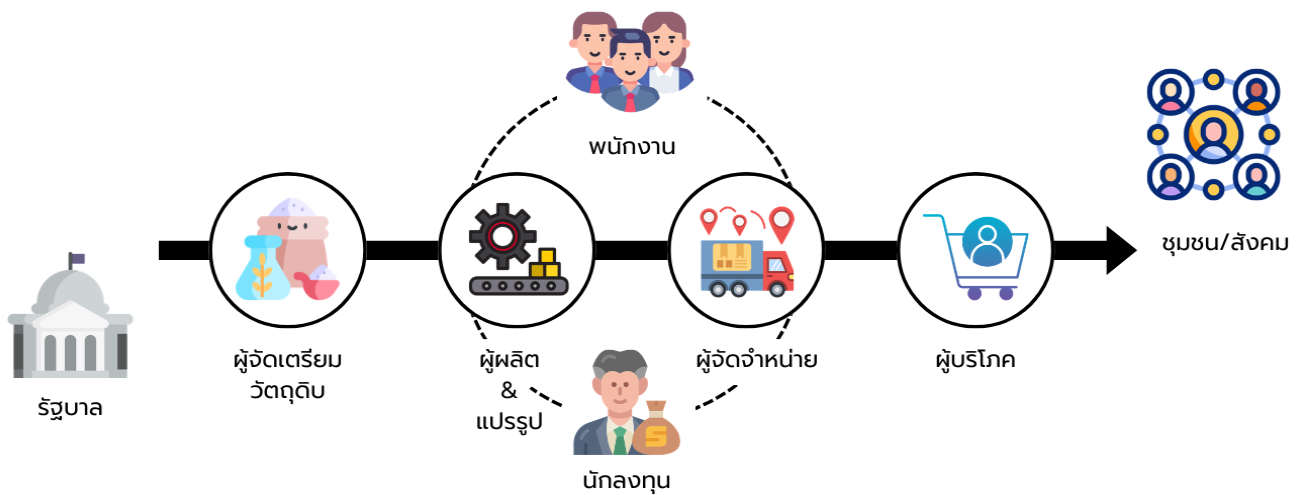 พนักงาน
ชุมชน/สังคม
รัฐบาล
ผู้จัดเตรียม
วัตถุดิบ
ผู้ผลิต
&
แปรรูป
ผู้จัดจำหน่าย
ผู้บริโภค
นักลงทุน